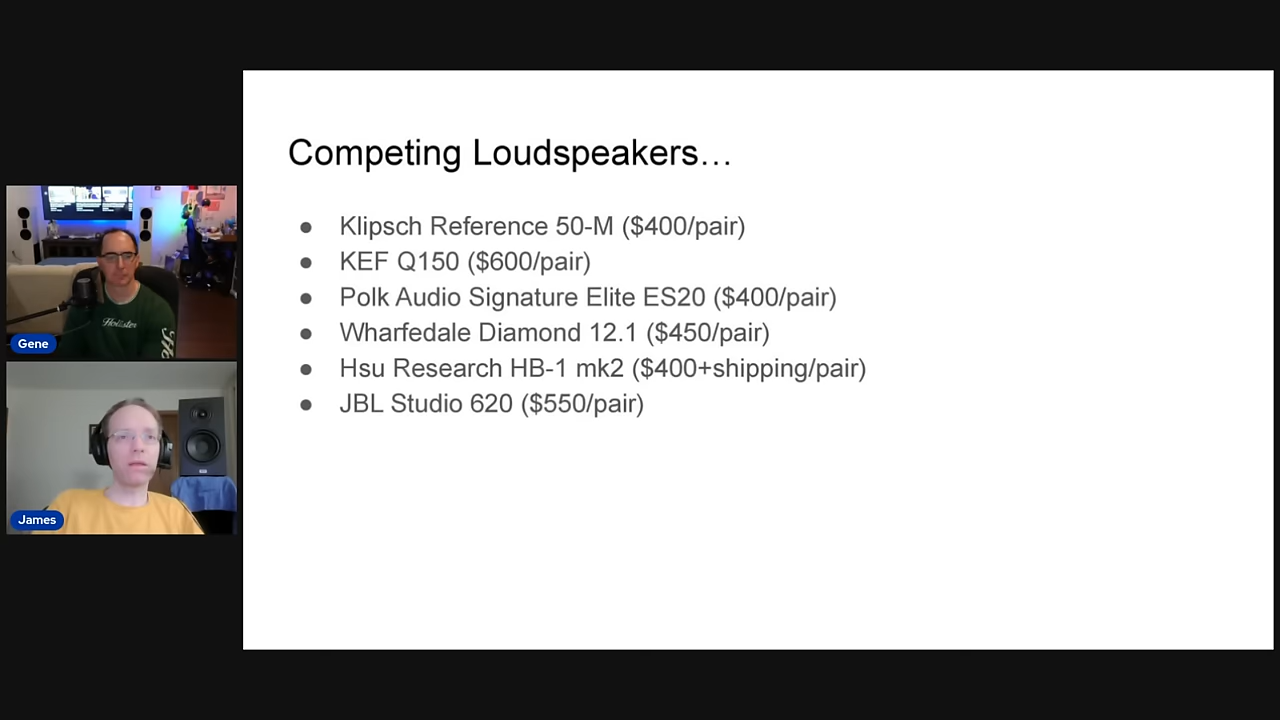 Competing Loudspeakers…
● Klipsch Reference 50-M ($400/pair)
● KEF Q150 ($600/pair)
● Polk Audio Signature Elite ES20 ($400/pair)
● Wharfedale Diamond 12.1 ($450/pair)
● Hsu Research HB-1 mk2 ($400+shipping/pair)
● JBL Studio 620 ($550/pair)
Hollister
Gene
James